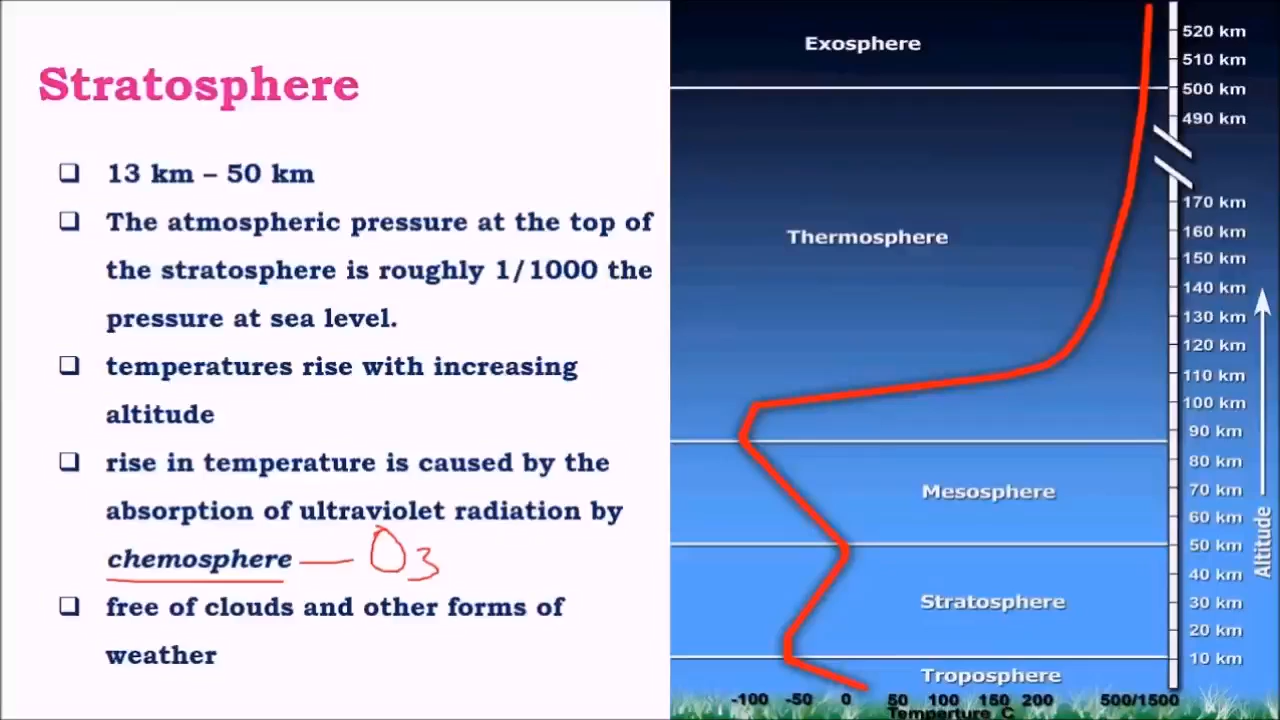 Stratosphere
❑ 13 km – 50 km
❑ The atmospheric pressure at the top of
the stratosphere is roughly 1/1000 the
pressure at sea level.
❑ temperatures rise with increasing
altitude
❑ rise in temperature is caused by the
absorption of ultraviolet radiation by
chemosphere — O3
❑ free of clouds and other forms of
weather
Exosphere
Thermosphere
Mesosphere
Stratosphere
Troposphere
520 km
510 km
500 km
490 km
170 km
160 km
150 km
140 km
130 km
120 km
110 km
100 km
90 km
80 km
70 km
60 km
50 km
40 km
30 km
20 km
10 km
Altitude
-100 -50 0 50 100 150 200 500/1500
Temperture C